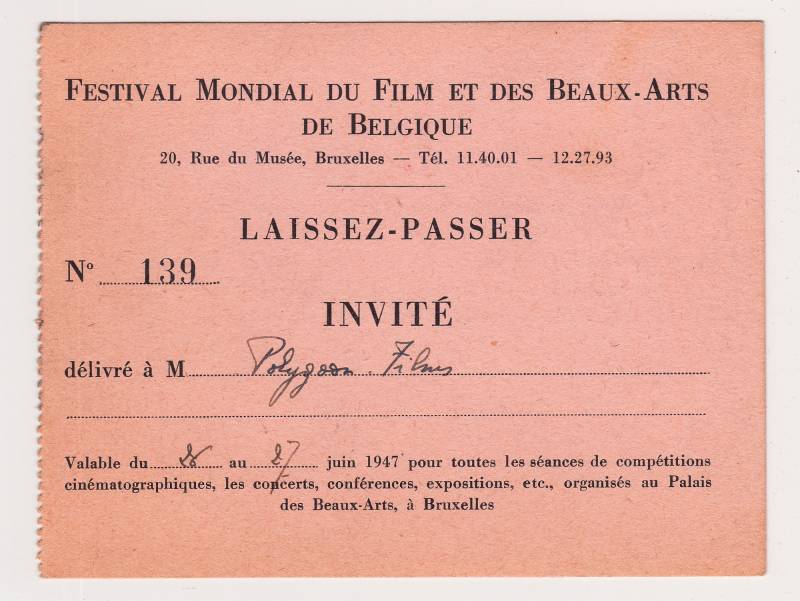 FESTIVAL MONDIAL DU FILM ET DES BEAUX-ARTS
DE BELGIQUE
20, Rue du Musée, Bruxelles — Tél. 11.40.01 — 12.27.93
LAISSEZ-PASSER
N° 139
INVITÉ
délivré à M Polygoon Films
Valable du au 27 juin 1947 pour toutes les séances de compétitions
cinématographiques, les concerts, conférences, expositions, etc., organisés au Palais
des Beaux-Arts, à Bruxelles